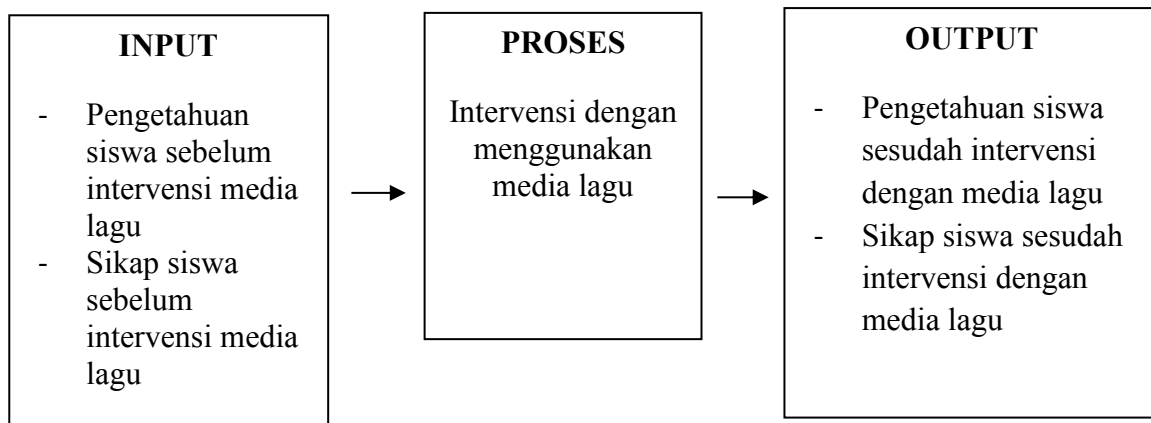 INPUT
- Pengetahuan
siswa sebelum
intervensi media
lagu
- Sikap siswa
sebelum
intervensi media
lagu
PROSES
Intervensi dengan
menggunakan
media lagu
OUTPUT
- Pengetahuan siswa
sesudah intervensi
dengan media lagu
- Sikap siswa sesudah
intervensi dengan
media lagu